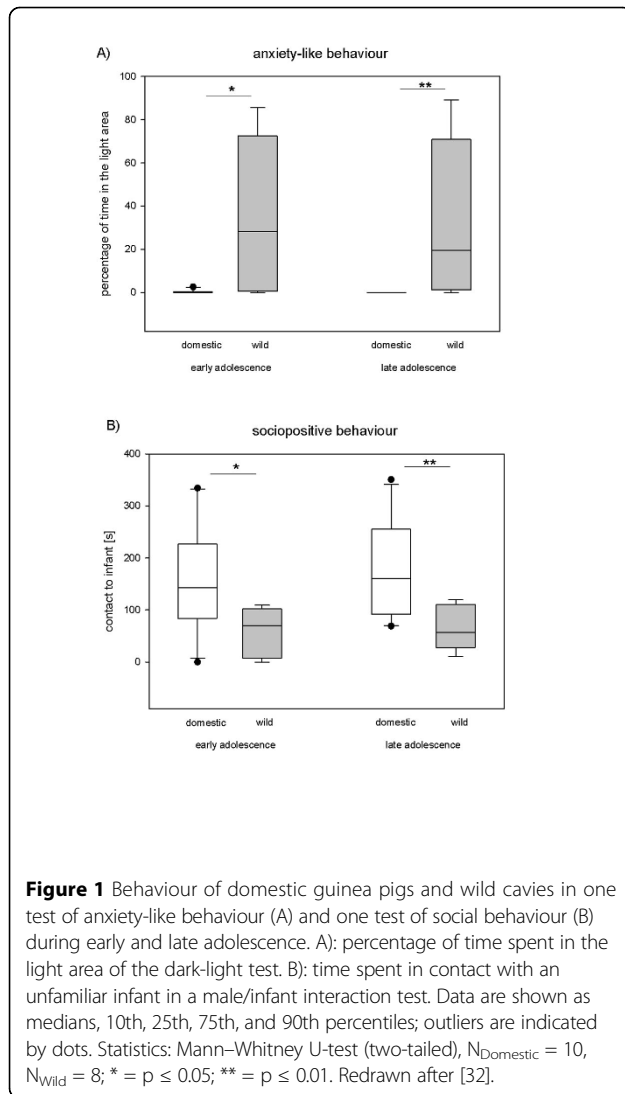 A)
anxiety-like behaviour
percentage of time in the light area
100
80
60
40
20
0
*
**
domestic wild domestic wild
early adolescence late adolescence
B)
sociopositive behaviour
contact to infant [s]
400
300
200
100
0
*
**
domestic wild domestic wild
early adolescence late adolescence
Figure 1 Behaviour of domestic guinea pigs and wild cavies in one
test of anxiety-like behaviour (A) and one test of social behaviour (B)
during early and late adolescence. A): percentage of time spent in the
light area of the dark-light test. B): time spent in contact with an
unfamiliar infant in a male/infant interaction test. Data are shown as
medians, 10th, 25th, 75th, and 90th percentiles; outliers are indicated
by dots. Statistics: Mann–Whitney U-test (two-tailed), NDomestic = 10,
NWild = 8; * = p ≤ 0.05; ** = p ≤ 0.01. Redrawn after [32].